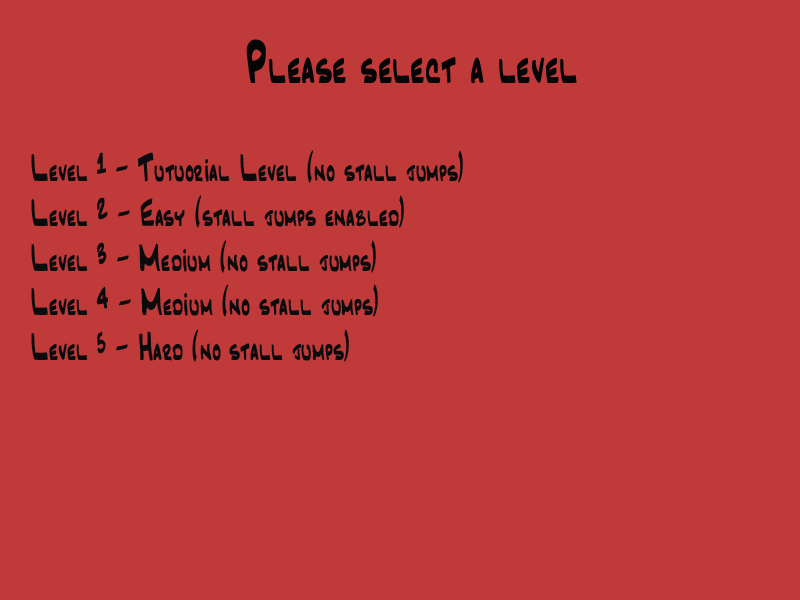 Please select a level
Level 1 - Tutuorial Level (no stall jumps)
Level 2 - Easy (stall jumps enabled)
Level 3 - Medium (no stall jumps)
Level 4 - Medium (no stall jumps)
Level 5 - Hard (no stall jumps)